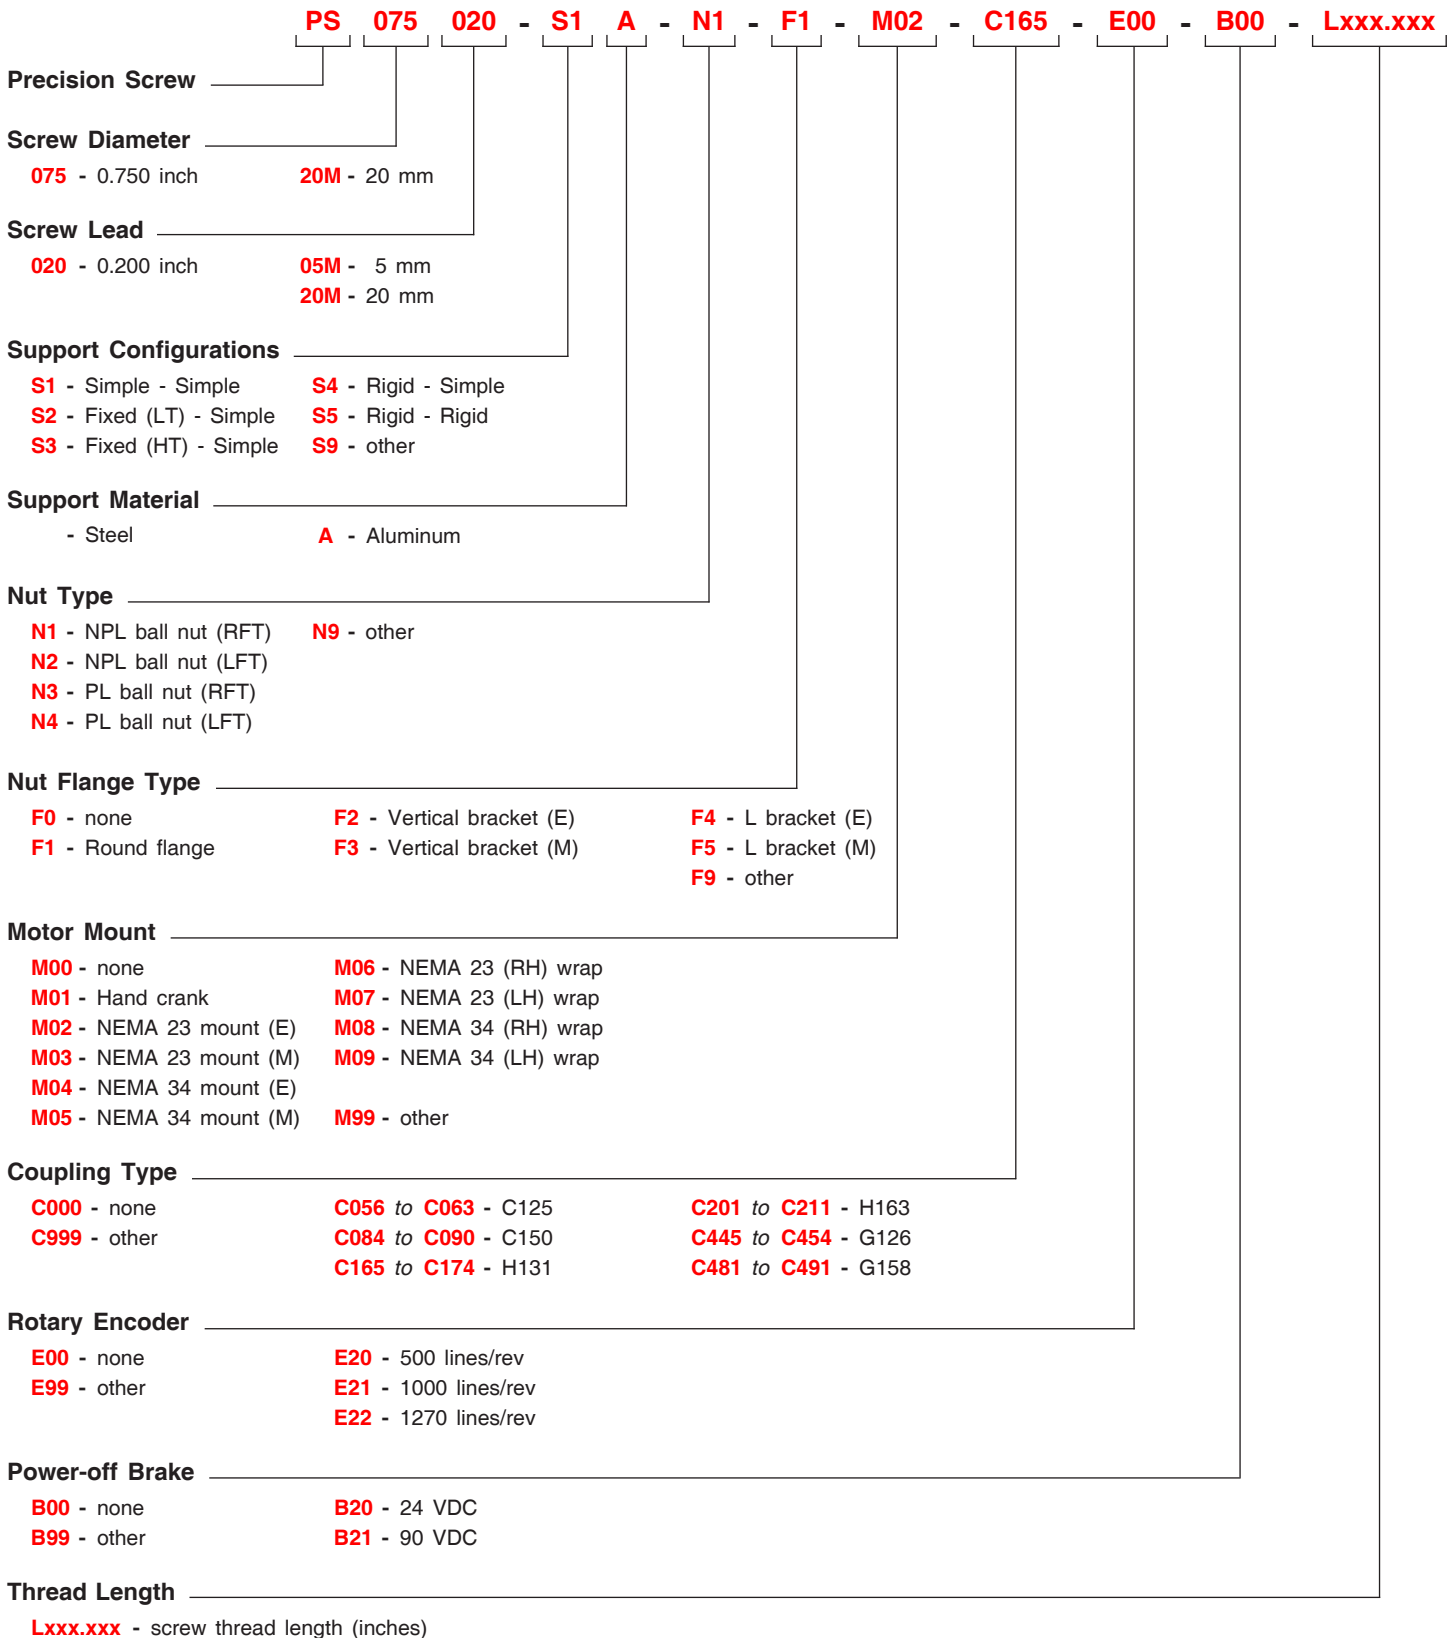 PS 075 020 - S1 A - N1 - F1 - M02 - C165 - E00 - B00 - Lxxx.xxx
Precision Screw
Screw Diameter
075 - 0.750 inch 20M - 20 mm
Screw Lead
020 - 0.200 inch 05M - 5 mm
20M - 20 mm
Support Configurations
S1 - Simple - Simple S4 - Rigid - Simple
S2 - Fixed (LT) - Simple S5 - Rigid - Rigid
S3 - Fixed (HT) - Simple S9 - other
Support Material
- Steel A - Aluminum
Nut Type
N1 - NPL ball nut (RFT) N9 - other
N2 - NPL ball nut (LFT)
N3 - PL ball nut (RFT)
N4 - PL ball nut (LFT)
Nut Flange Type
F0 - none F2 - Vertical bracket (E) F4 - L bracket (E)
F1 - Round flange F3 - Vertical bracket (M) F5 - L bracket (M)
F9 - other
Motor Mount
M00 - none M06 - NEMA 23 (RH) wrap
M01 - Hand crank M07 - NEMA 23 (LH) wrap
M02 - NEMA 23 mount (E) M08 - NEMA 34 (RH) wrap
M03 - NEMA 23 mount (M) M09 - NEMA 34 (LH) wrap
M04 - NEMA 34 mount (E)
M05 - NEMA 34 mount (M) M99 - other
Coupling Type
C000 - none C056 to C063 - C125 C201 to C211 - H163
C999 - other C084 to C090 - C150 C445 to C454 - G126
C165 to C174 - H131 C481 to C491 - G158
Rotary Encoder
E00 - none E20 - 500 lines/rev
E99 - other E21 - 1000 lines/rev
E22 - 1270 lines/rev
Power-off Brake
B00 - none B20 - 24 VDC
B99 - other B21 - 90 VDC
Thread Length
Lxxx.xxx - screw thread length (inches)